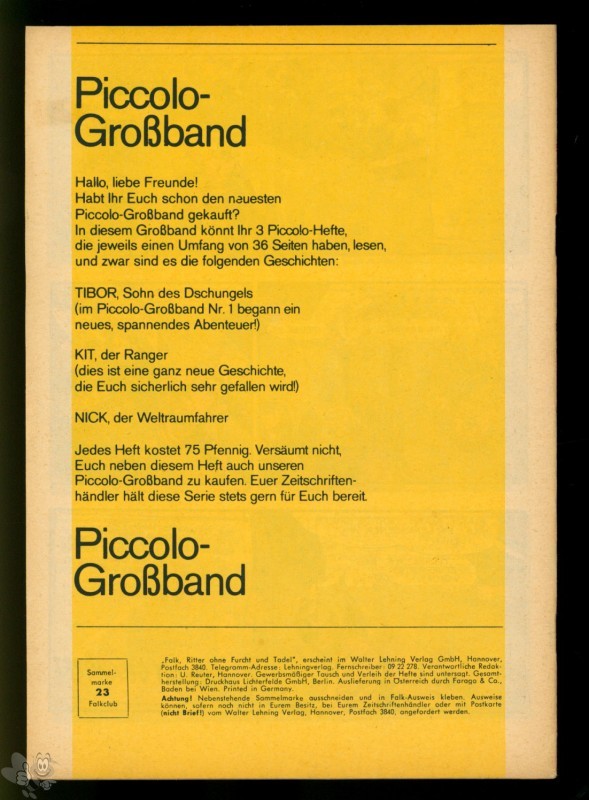 Piccolo-
Großband
Hallo, liebe Freunde!
Habt Ihr Euch schon den neuesten
Piccolo-Großband gekauft?
In diesem Großband könnt Ihr 3 Piccolo-Hefte,
die jeweils einen Umfang von 36 Seiten haben, lesen,
und zwar sind es die folgenden Geschichten:
TIBOR, Sohn des Dschungels
(im Piccolo-Großband Nr. 1 begann ein
neues, spannendes Abenteuer!)
KIT, der Ranger
(dies ist eine ganz neue Geschichte,
die Euch sicherlich sehr gefallen wird!)
NICK, der Weltraumfahrer
Jedes Heft kostet 75 Pfennig. Versäumt nicht,
Euch neben diesem Heft auch unseren
Piccolo-Großband zu kaufen. Euer Zeitschriften-
händler hält diese Serie stets gern für Euch bereit.
Piccolo-
Großband
Sammel-
marke
23
Falkclub
„Falk, Ritter ohne Furcht und Tadel", erscheint im Walter Lehning Verlag GmbH, Hannover,
Postfach 3840. Telegramm-Adresse: Lehningverlag. Fernschreiber: 09 22 278. Verantwortliche Redak-
tion: U. Reuter, Hannover. Gewerbsmäßiger Tausch und Verleih der Hefte sind untersagt. Gesamt-
herstellung: Druckhaus Lichterfelde GmbH, Berlin. Auslieferung in Österreich durch Farago & Co.,
Baden bei Wien. Printed in Germany.
Achtung! Nebenstehende Sammelmarke ausschneiden und in Falk-Ausweis kleben. Ausweise
können, sofern noch nicht in Eurem Besitz, bei Eurem Zeitschriftenhändler oder mit Postkarte
(nicht Brief!) vom Walter Lehning Verlag, Hannover, Postfach 3840, angefordert werden.